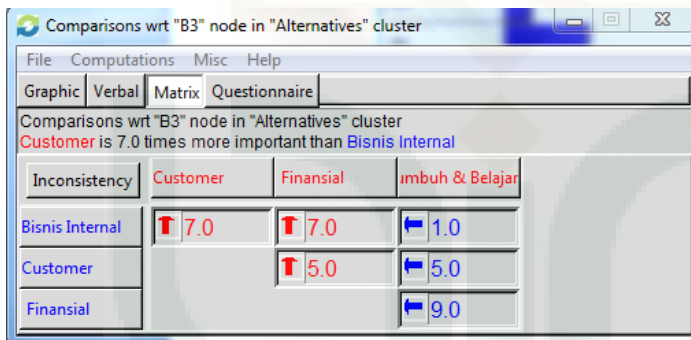 Comparisons wrt "B3" node in "Alternatives" cluster
File Computations Misc Help
Graphic Verbal Matrix Questionnaire
Comparisons wrt "B3" node in "Alternatives" cluster
Customer is 7.0 times more important than Bisnis Internal
Inconsistency Customer Finansial umbuh & Belajar
Bisnis Internal 7.0 7.0 1.0
Customer 5.0 5.0
Finansial 9.0